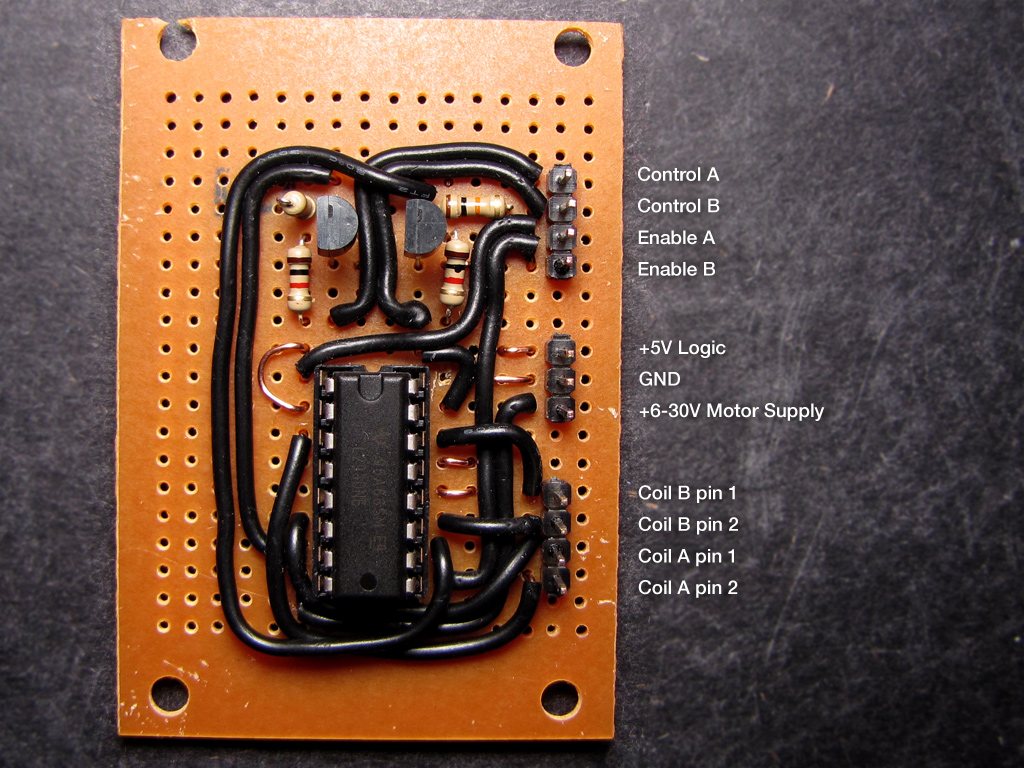 Control A
Control B
Enable A
Enable B
+5V Logic
GND
+6-30V Motor Supply
Coil B pin 1
Coil B pin 2
Coil A pin 1
Coil A pin 2